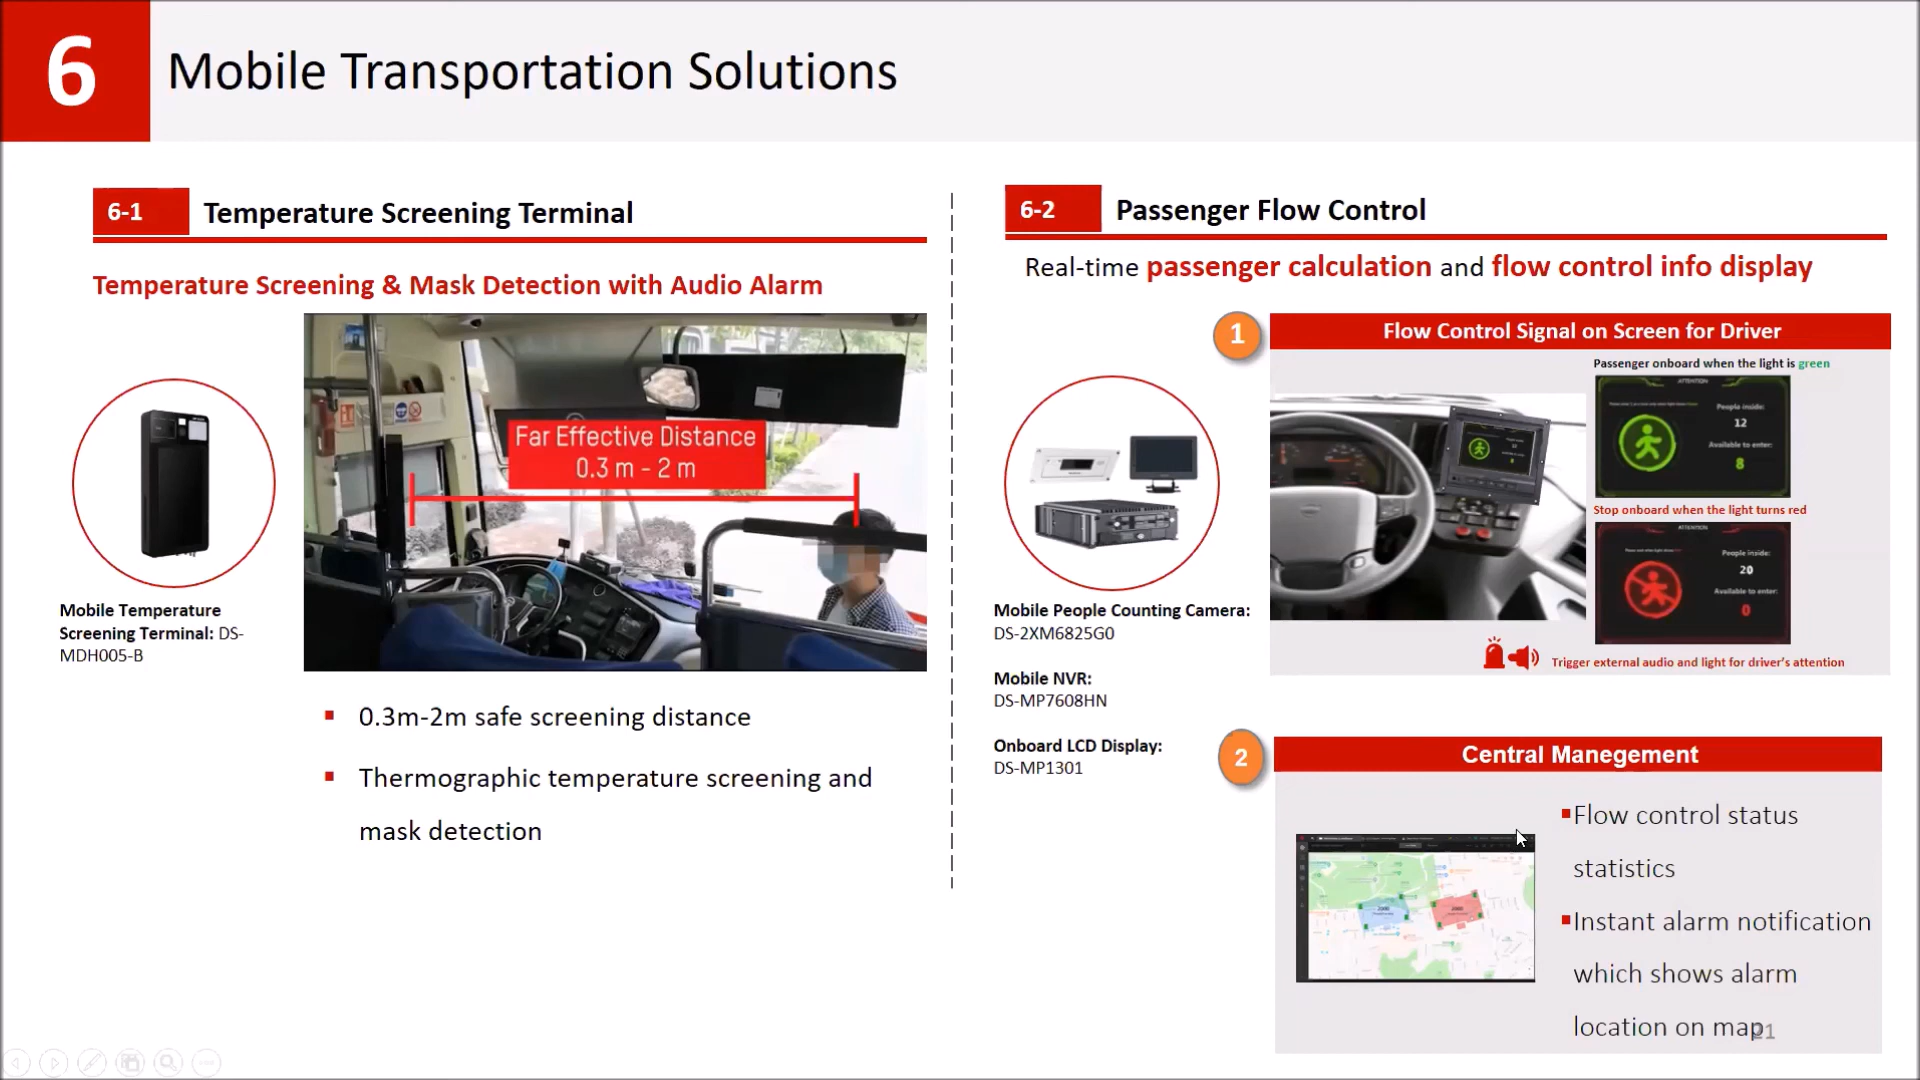 6
Mobile Transportation Solutions
6-1
Temperature Screening Terminal
Temperature Screening & Mask Detection with Audio Alarm
Far Effective Distance
0.3 m - 2 m
Mobile Temperature
Screening Terminal: DS-
MDH005-B
0.3m-2m safe screening distance
Thermographic temperature screening and
mask detection
6-2
Passenger Flow Control
Real-time passenger calculation and flow control info display
1
Flow Control Signal on Screen for Driver
Passenger onboard when the light is green
ATTENTION
People inside:
12
Available to enter:
8
Stop onboard when the light turns red
ATTENTION
People inside:
20
Available to enter:
0
Trigger external audio and light for driver's attention
Mobile People Counting Camera:
DS-2XM6825G0
Mobile NVR:
DS-MP7608HN
Onboard LCD Display:
DS-MP1301
2
Central Manegement
Flow control status
statistics
Instant alarm notification
which shows alarm
location on map
21